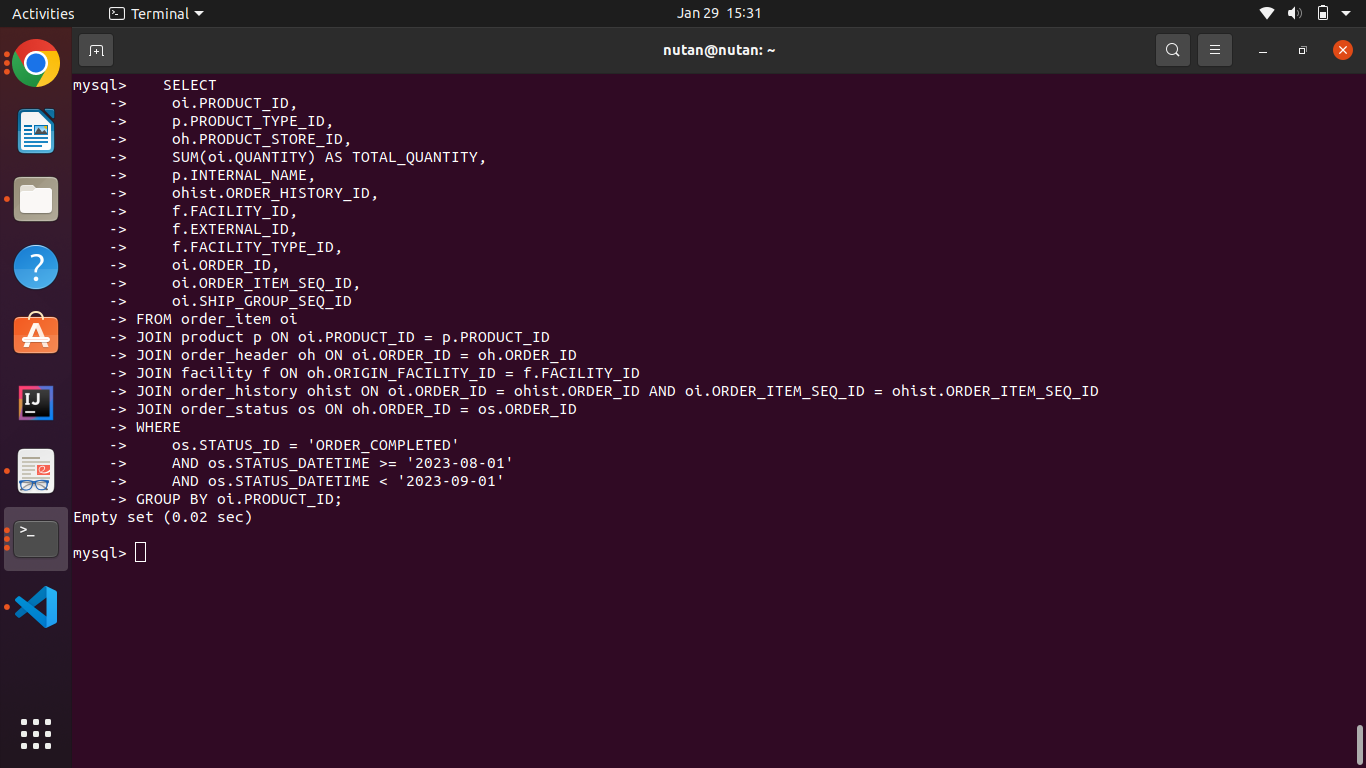 Activities
Terminal
Jan 29 15:31
nutan@nutan: ~
mysql>    SELECT
    ->     oi.PRODUCT_ID,
    ->     p.PRODUCT_TYPE_ID,
    ->     oh.PRODUCT_STORE_ID,
    ->     SUM(oi.QUANTITY) AS TOTAL_QUANTITY,
    ->     p.INTERNAL_NAME,
    ->     ohist.ORDER_HISTORY_ID,
    ->     f.FACILITY_ID,
    ->     f.EXTERNAL_ID,
    ->     f.FACILITY_TYPE_ID,
    ->     oi.ORDER_ID,
    ->     oi.ORDER_ITEM_SEQ_ID,
    ->     oi.SHIP_GROUP_SEQ_ID
    -> FROM order_item oi
    -> JOIN product p ON oi.PRODUCT_ID = p.PRODUCT_ID
    -> JOIN order_header oh ON oi.ORDER_ID = oh.ORDER_ID
    -> JOIN facility f ON oh.ORIGIN_FACILITY_ID = f.FACILITY_ID
    -> JOIN order_history ohist ON oi.ORDER_ID = ohist.ORDER_ID AND oi.ORDER_ITEM_SEQ_ID = ohist.ORDER_ITEM_SEQ_ID
    -> JOIN order_status os ON oh.ORDER_ID = os.ORDER_ID
    -> WHERE
    ->     os.STATUS_ID = 'ORDER_COMPLETED'
    ->     AND os.STATUS_DATETIME >= '2023-08-01'
    ->     AND os.STATUS_DATETIME < '2023-09-01'
    -> GROUP BY oi.PRODUCT_ID;
Empty set (0.02 sec)
mysql>